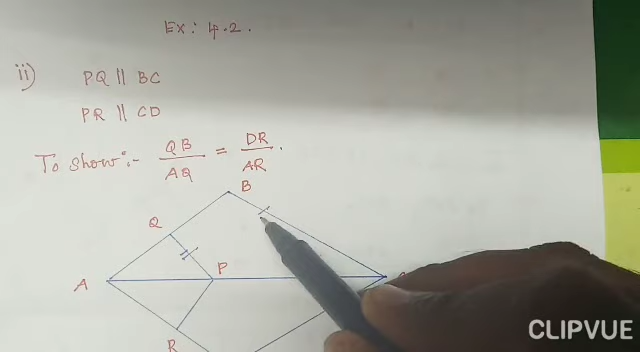 Ex: 4.2.
ii) PQ || BC
PR || CD
To show:- QB/AQ = DR/AR.
B
Q
P
A
R
CLIPVUE